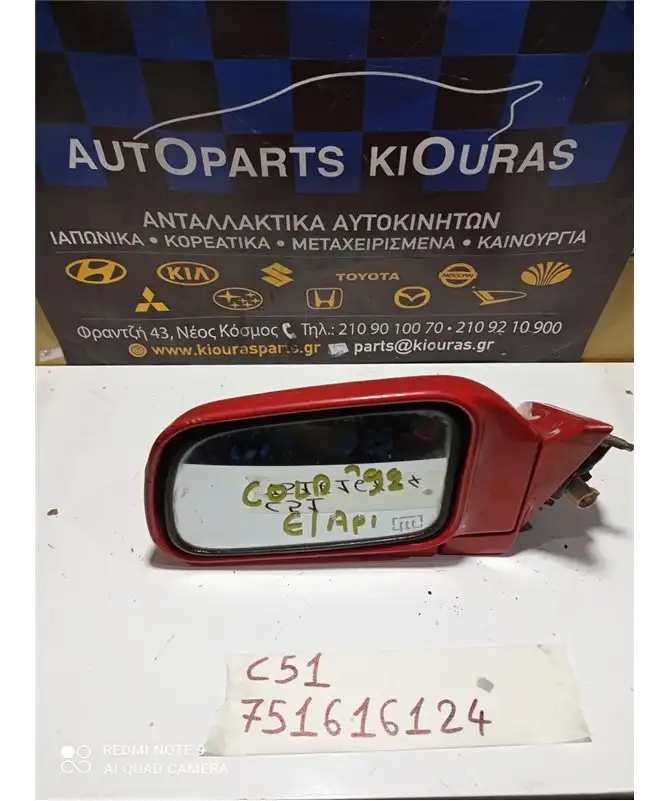 AUTOPARTS KIOURAS
ΑΝΤΑΛΛΑΚΤΙΚΑ ΑΥΤΟΚΙΝΗΤΩΝ
ΙΑΠΩΝΙΚΑ • ΚΟΡΕΑΤΙΚΑ • ΜΕΤΑΧΕΙΡΙΣΜΕΝΑ • ΚΑΙΝΟΥΡΓΙΑ
KIA
TOYOTA
NISSAN
Φραντζή 43, Νέος Κόσμος Τηλ.: 210 90 100 70 • 210 92 10 900
www.kiourasparts.gr parts@kiouras.gr
COLT '92
Ε/ Αρι
C51
751616124
REDMI NOTE 9
AI QUAD CAMERA